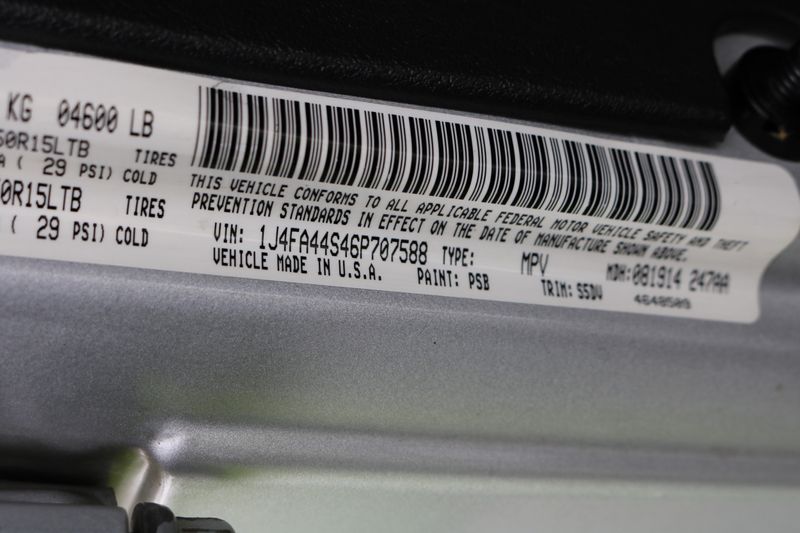 KG 04600 LB
50R15LTB TIRES
A ( 29 PSI) COLD
50R15LTB TIRES
( 29 PSI) COLD
THIS VEHICLE CONFORMS TO ALL APPLICABLE FEDERAL MOTOR VEHICLE SAFETY AND THEFT
PREVENTION STANDARDS IN EFFECT ON THE DATE OF MANUFACTURE SHOWN ABOVE.
VIN: 1J4FA44S46P707588 TYPE: MPV MDH:081914 247AA
VEHICLE MADE IN U.S.A. PAINT: PSB TRIM: S5DV 4648509